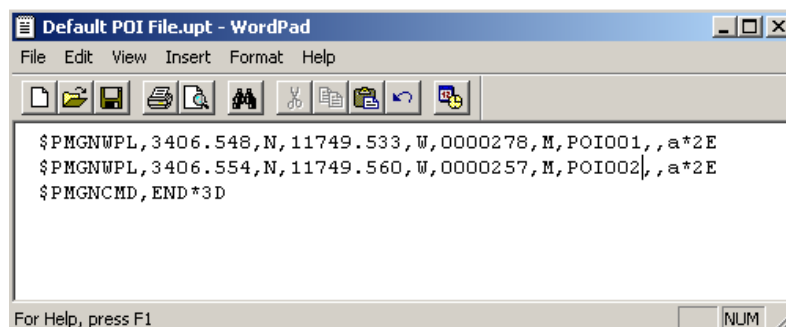 Default POI File.upt - WordPad
File Edit View Insert Format Help
$PMGNWPL,3406.548,N,11749.533,W,0000278,M,POI001,,a*2E
$PMGNWPL,3406.554,N,11749.560,W,0000257,M,POI002,,a*2E
$PMGNCMD,END*3D
For Help, press F1
NUM